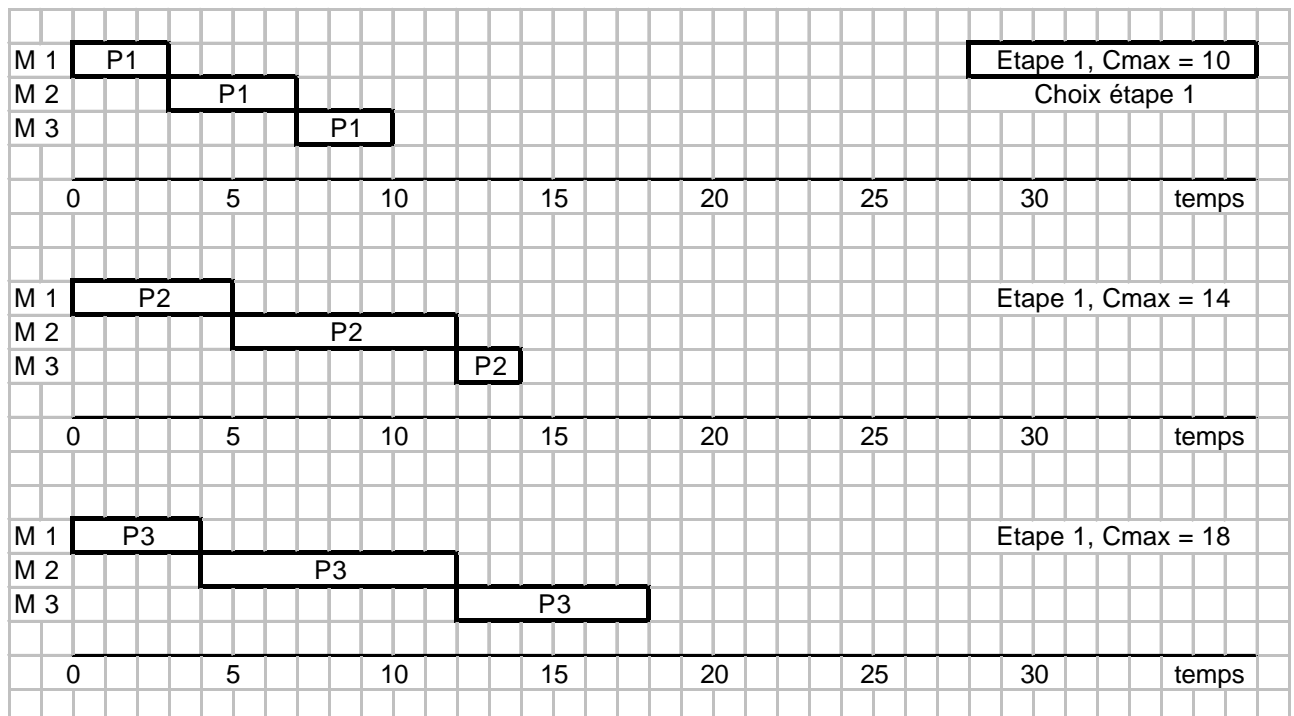 M 1 P1 Etape 1, Cmax = 10
M 2 P1 Choix étape 1
M 3 P1
0 5 10 15 20 25 30 temps
M 1 P2 Etape 1, Cmax = 14
M 2 P2
M 3 P2
0 5 10 15 20 25 30 temps
M 1 P3 Etape 1, Cmax = 18
M 2 P3
M 3 P3
0 5 10 15 20 25 30 temps